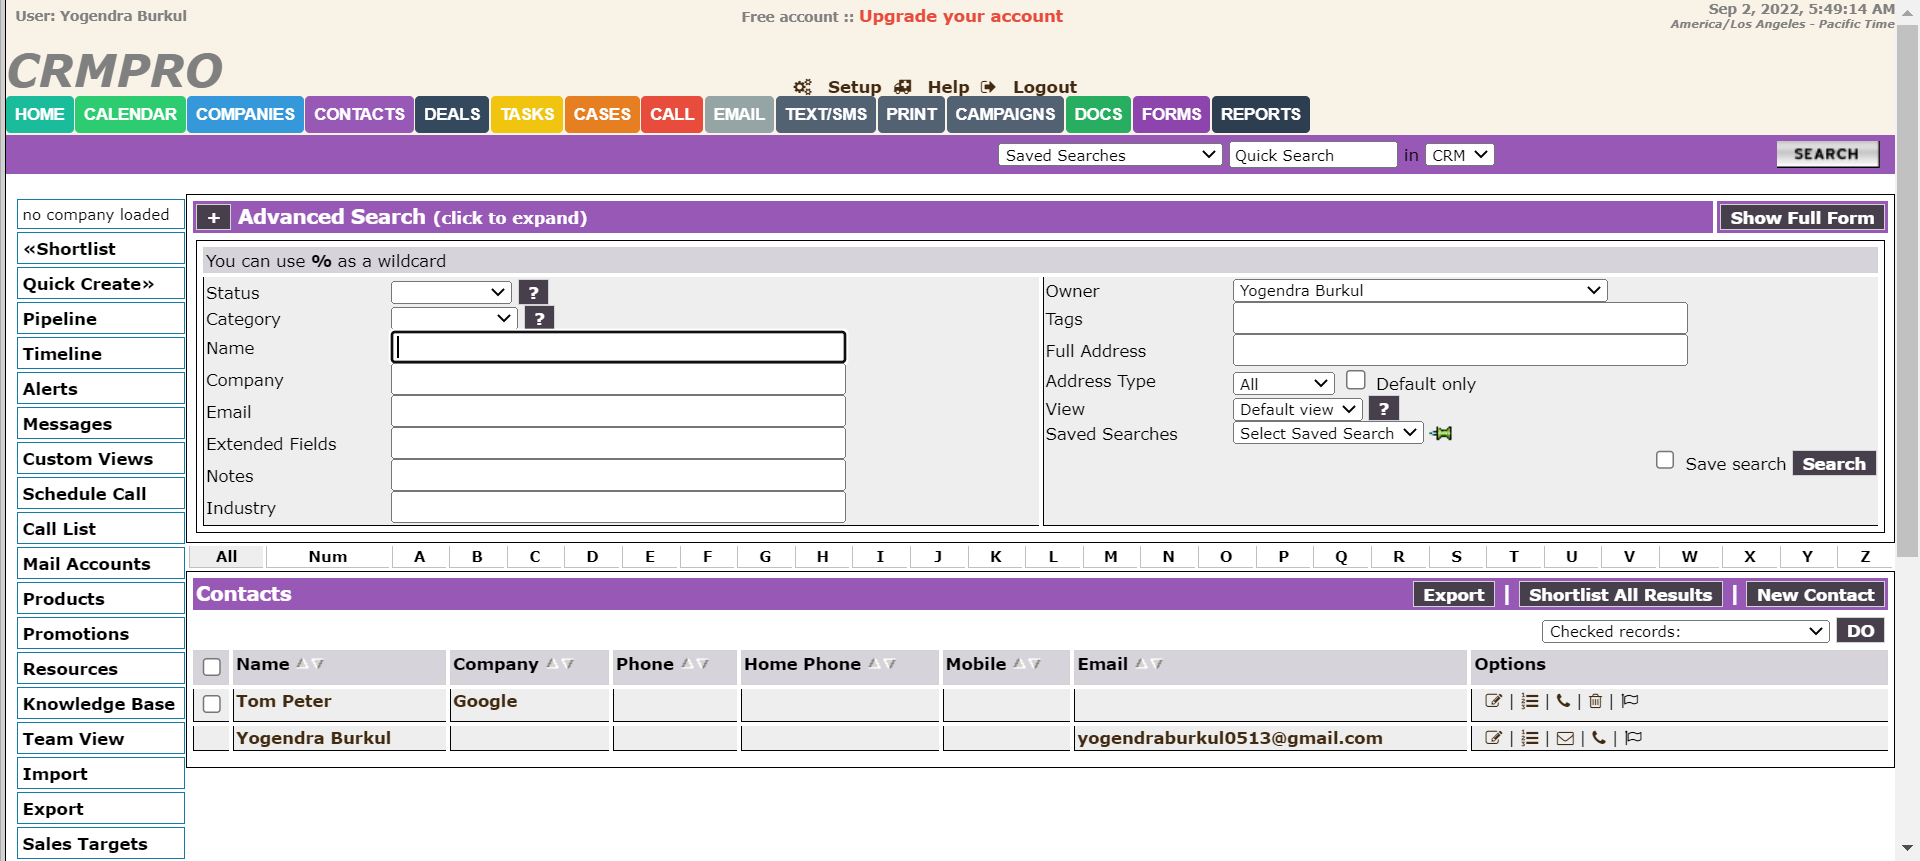 User: Yogendra Burkul
Free account :: Upgrade your account
Sep 2, 2022, 5:49:14 AM
America/Los Angeles - Pacific Time
CRMPRO
Setup Help Logout
HOME CALENDAR COMPANIES CONTACTS DEALS TASKS CASES CALL EMAIL TEXT/SMS PRINT CAMPAIGNS DOCS FORMS REPORTS
Saved Searches Quick Search in CRM SEARCH
no company loaded
«Shortlist
Quick Create»
Pipeline
Timeline
Alerts
Messages
Custom Views
Schedule Call
Call List
Mail Accounts
Products
Promotions
Resources
Knowledge Base
Team View
Import
Export
Sales Targets
+ Advanced Search (click to expand) Show Full Form
You can use % as a wildcard
Status ?
Category ?
Name
Company
Email
Extended Fields
Notes
Industry
Owner Yogendra Burkul
Tags
Full Address
Address Type All Default only
View Default view ?
Saved Searches Select Saved Search
Save search Search
All Num A B C D E F G H I J K L M N O P Q R S T U V W X Y Z
Contacts Export | Shortlist All Results | New Contact
Checked records: DO
Name Company Phone Home Phone Mobile Email Options
Tom Peter Google | | | |
Yogendra Burkul yogendraburkul0513@gmail.com | | | |